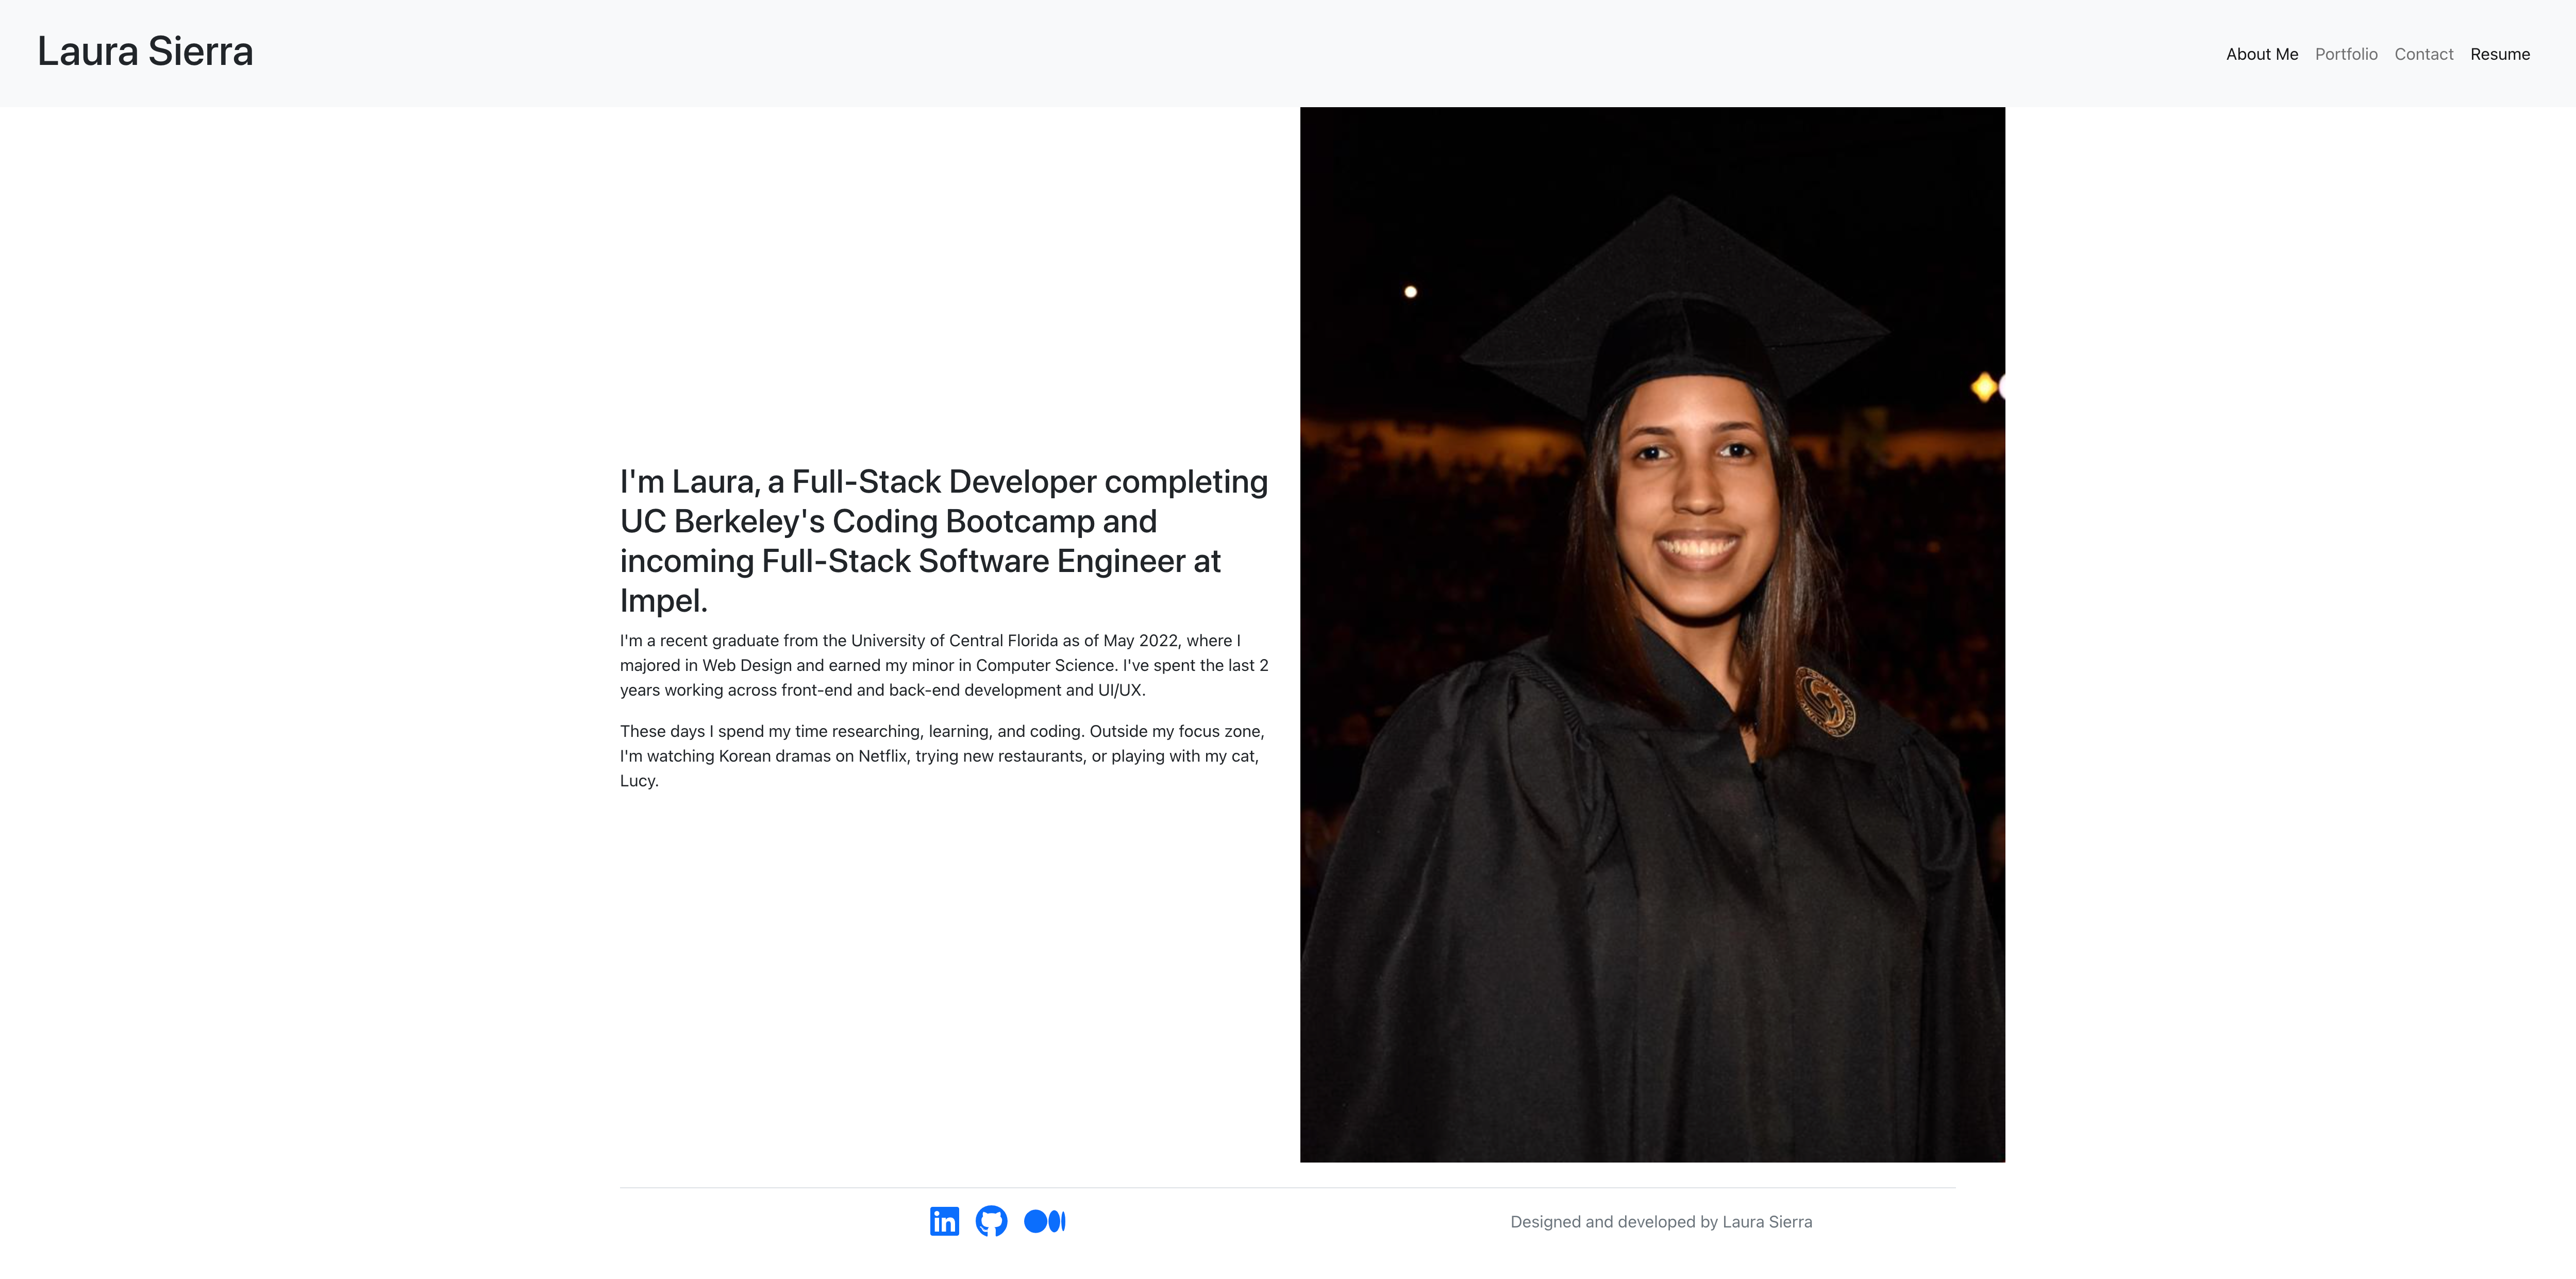 Laura Sierra
About Me Portfolio Contact Resume
I'm Laura, a Full-Stack Developer completing
UC Berkeley's Coding Bootcamp and
incoming Full-Stack Software Engineer at
Impel.
I'm a recent graduate from the University of Central Florida as of May 2022, where I
majored in Web Design and earned my minor in Computer Science. I've spent the last 2
years working across front-end and back-end development and UI/UX.
These days I spend my time researching, learning, and coding. Outside my focus zone,
I'm watching Korean dramas on Netflix, trying new restaurants, or playing with my cat,
Lucy.
in
Designed and developed by Laura Sierra